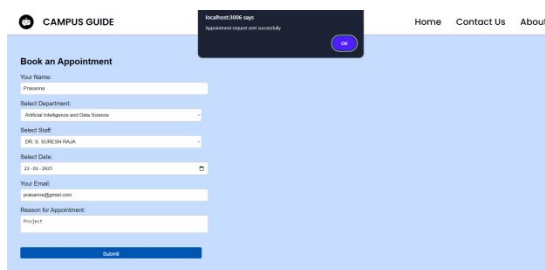 CAMPUS GUIDE
localhost:3006 says
Appointment request sent successfully
OK
Home Contact Us About
Book an Appointment
Your Name:
Prasanna
Select Department:
Artificial Intelligence and Data Science
Select Staff:
DR. S. SURESH RAJA
Select Date:
22-05-2025
Your Email:
prasanna@gmail.com
Reason for Appointment:
Project
Submit